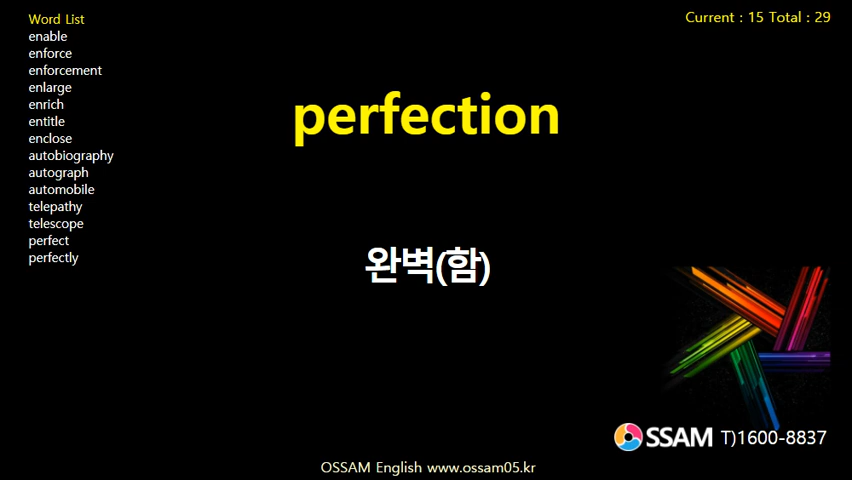 Word List
enable
enforce
enforcement
enlarge
enrich
entitle
enclose
autobiography
autograph
automobile
telepathy
telescope
perfect
perfectly
Current : 15 Total : 29
perfection
완벽(함)
OSSAM T)1600-8837
OSSAM English www.ossam05.kr